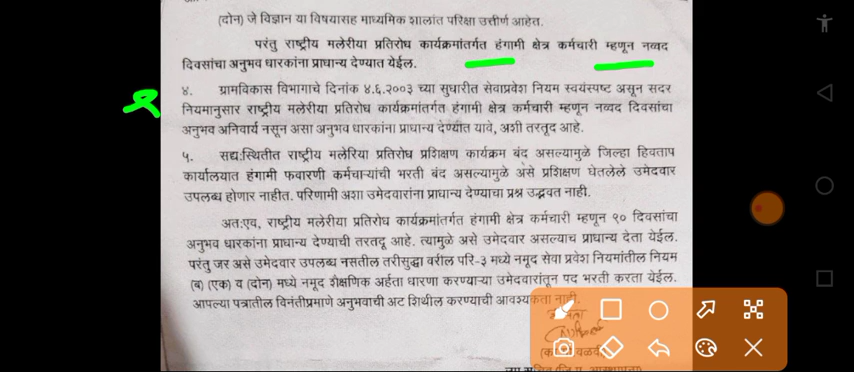 (दोन) जे विज्ञान या विषयासह माध्यमिक शालांत परिक्षा उत्तीर्ण आहेत.
परंतु राष्ट्रीय मलेरीया प्रतिरोध कार्यक्रमांतर्गत हंगामी क्षेत्र कर्मचारी म्हणून नव्वद
दिवसांचा अनुभव धारकांना प्राधान्य देण्यात येईल.
४. ग्रामविकास विभागाचे दिनांक ४.६.२००३ च्या सुधारीत सेवाप्रवेश नियम स्वयंस्पष्ट असून सदर
नियमानुसार राष्ट्रीय मलेरीया प्रतिरोध कार्यक्रमांतर्गत हंगामी क्षेत्र कर्मचारी म्हणून नव्वद दिवसांचा
अनुभव अनिवार्य नसून असा अनुभव धारकांना प्राधान्य देण्यात यावे, अशी तरतूद आहे.
५. सद्य:स्थितीत राष्ट्रीय मलेरिया प्रतिरोध प्रशिक्षण कार्यक्रम बंद असल्यामुळे जिल्हा हिवताप
कार्यालयात हंगामी फवारणी कर्मचाऱ्यांची भरती बंद असल्यामुळे असे प्रशिक्षण घेतलेले उमेदवार
उपलब्ध होणार नाहीत. परिणामी अशा उमेदवारांना प्राधान्य देण्याचा प्रश्न उद्भवत नाही.
अत:एव, राष्ट्रीय मलेरीया प्रतिरोध कार्यक्रमांतर्गत हंगामी क्षेत्र कर्मचारी म्हणून ९० दिवसांचा
अनुभव धारकांना प्राधान्य देण्याची तरतदू आहे. त्यामुळे असे उमेदवार असल्याच प्राधान्य देता येईल.
परंतु जर असे उमेदवार उपलब्ध नसतील तरीसुद्धा वरील परि-३ मध्ये नमूद सेवा प्रवेश नियमांतील नियम
(ब) (एक) व (दोन) मध्ये नमूद शैक्षणिक अर्हता धारणा करणाऱ्या उमेदवारांतून पद भरती करता येईल.
आपल्या पत्रातील विनंतीप्रमाणे अनुभवाची अट शिथील करण्याची आवश्यकता नाही.